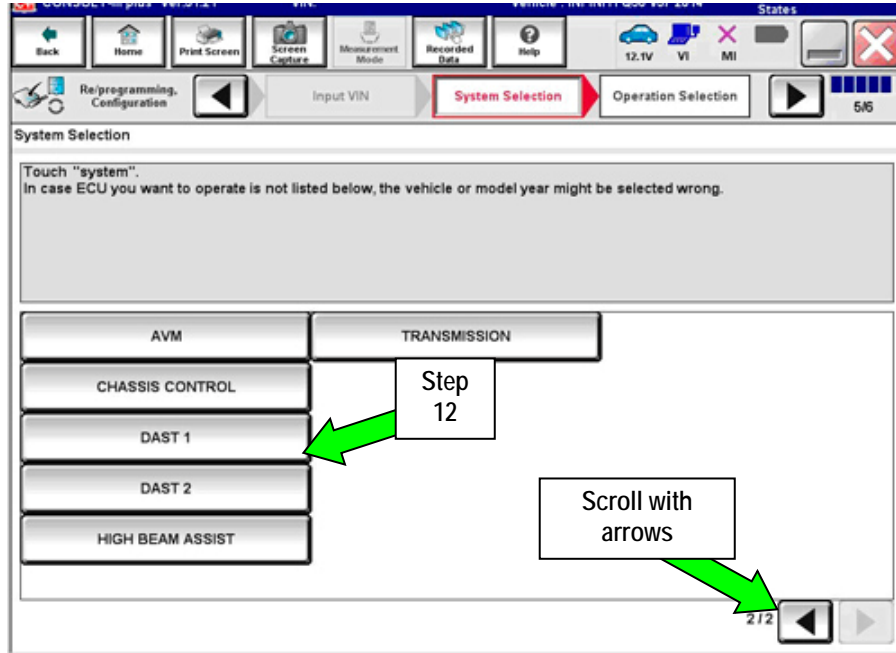 VIN:
States
Back
Home
Print Screen
Screen
Capture
Measurement
Mode
Recorded
Data
Help
12.1V
VI
MI
Re/programming,
Configuration
Input VIN
System Selection
Operation Selection
5/6
System Selection
Touch "system".
In case ECU you want to operate is not listed below, the vehicle or model year might be selected wrong.
AVM
TRANSMISSION
CHASSIS CONTROL
Step
12
DAST 1
DAST 2
Scroll with
arrows
HIGH BEAM ASSIST
2/2